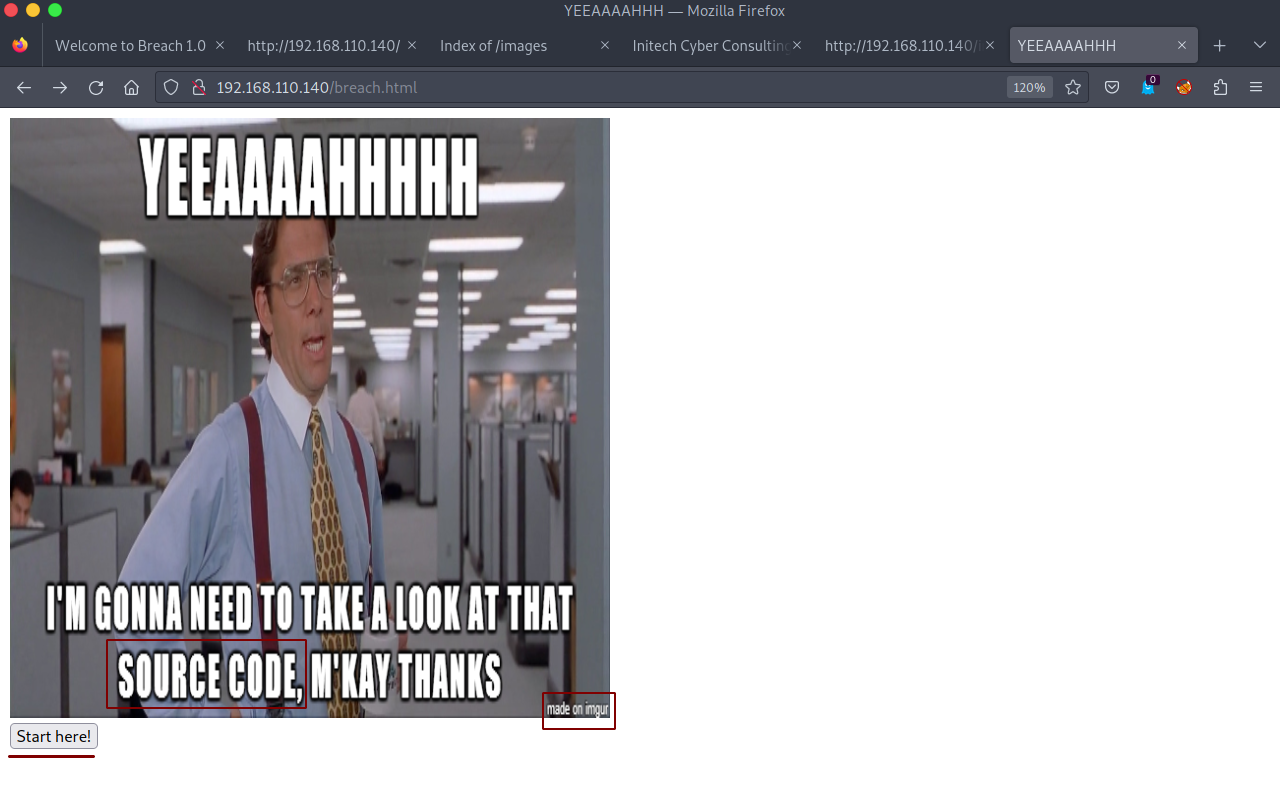 YEEAAAAHHH — Mozilla Firefox
Welcome to Breach 1.0 http://192.168.110.140/ Index of /images Initech Cyber Consulting http://192.168.110.140/i YEEAAAAHHH
192.168.110.140/breach.html 120% 0
YEEAAAAHHHHH
I'M GONNA NEED TO TAKE A LOOK AT THAT
SOURCE CODE, M'KAY THANKS
made on imgur
Start here!